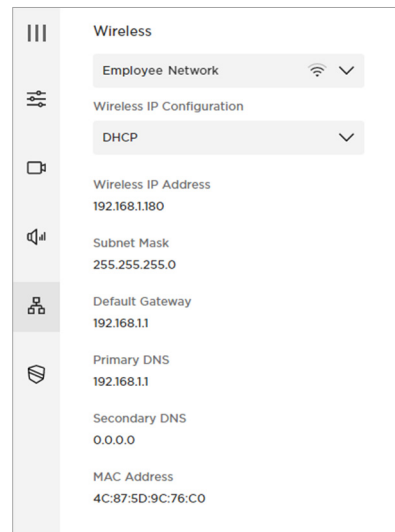 Wireless
Employee Network
Wireless IP Configuration
DHCP
Wireless IP Address
192.168.1.180
Subnet Mask
255.255.255.0
Default Gateway
192.168.1.1
Primary DNS
192.168.1.1
Secondary DNS
0.0.0.0
MAC Address
4C:87:5D:9C:76:C0